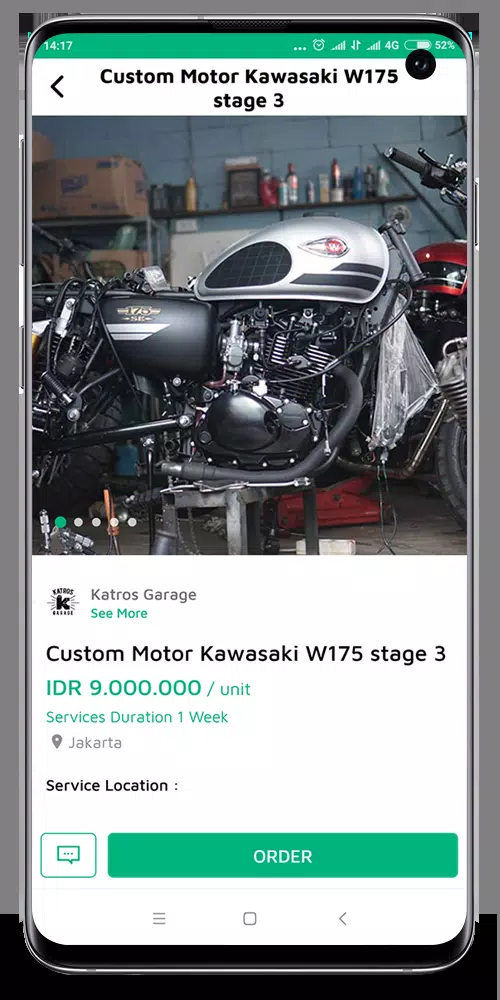 14:17
4G
52%
Custom Motor Kawasaki W175
stage 3
W
175
SE
KATROS
K
GARAGE
Katros Garage
See More
Custom Motor Kawasaki W175 stage 3
IDR 9.000.000 / unit
Services Duration 1 Week
Jakarta
Service Location :
ORDER